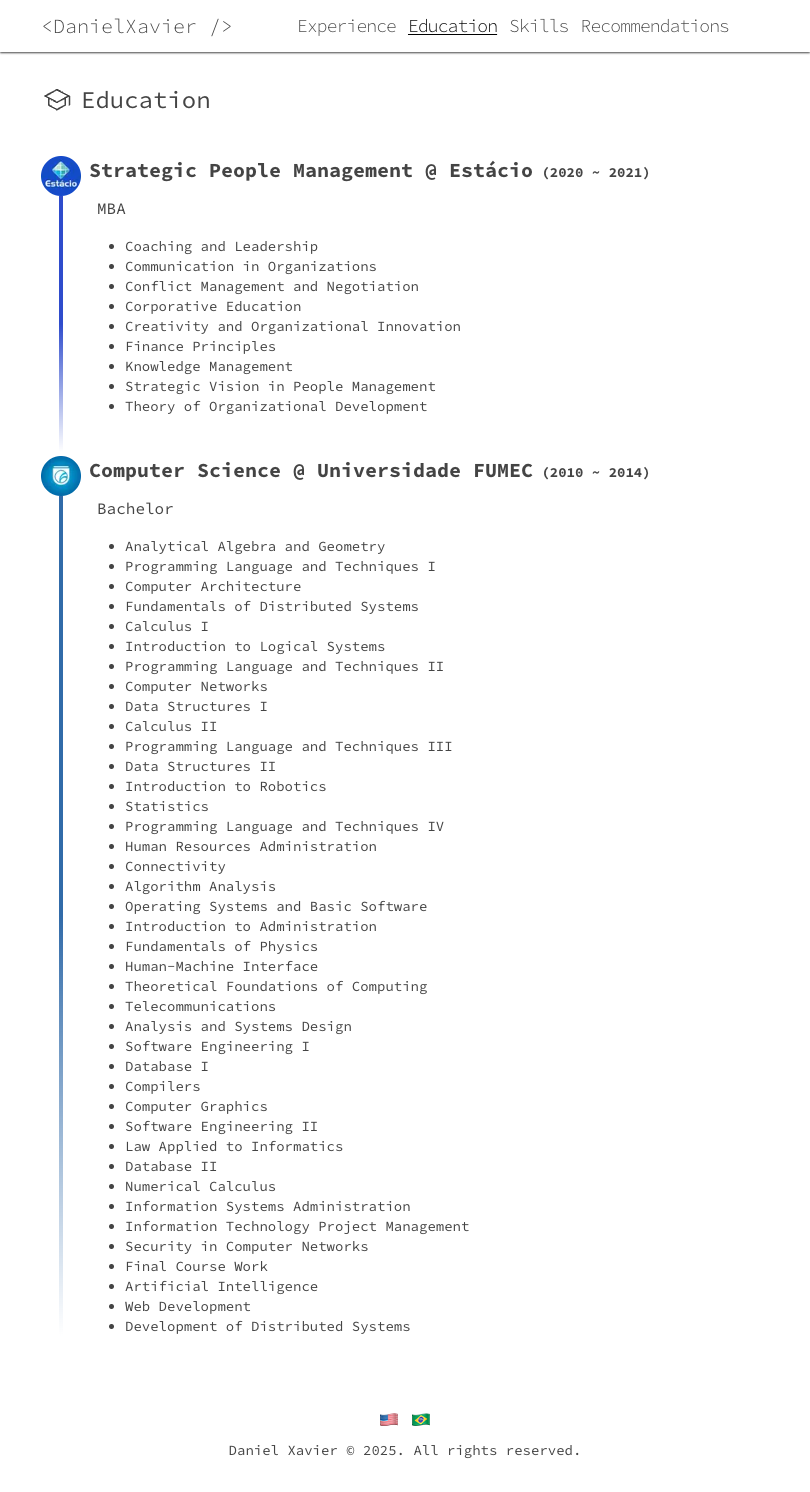 <DanielXavier />
Experience Education Skills Recommendations
Education
Estácio
Strategic People Management @ Estácio (2020 ~ 2021)
MBA
Coaching and Leadership
Communication in Organizations
Conflict Management and Negotiation
Corporative Education
Creativity and Organizational Innovation
Finance Principles
Knowledge Management
Strategic Vision in People Management
Theory of Organizational Development
Computer Science @ Universidade FUMEC (2010 ~ 2014)
Bachelor
Analytical Algebra and Geometry
Programming Language and Techniques I
Computer Architecture
Fundamentals of Distributed Systems
Calculus I
Introduction to Logical Systems
Programming Language and Techniques II
Computer Networks
Data Structures I
Calculus II
Programming Language and Techniques III
Data Structures II
Introduction to Robotics
Statistics
Programming Language and Techniques IV
Human Resources Administration
Connectivity
Algorithm Analysis
Operating Systems and Basic Software
Introduction to Administration
Fundamentals of Physics
Human-Machine Interface
Theoretical Foundations of Computing
Telecommunications
Analysis and Systems Design
Software Engineering I
Database I
Compilers
Computer Graphics
Software Engineering II
Law Applied to Informatics
Database II
Numerical Calculus
Information Systems Administration
Information Technology Project Management
Security in Computer Networks
Final Course Work
Artificial Intelligence
Web Development
Development of Distributed Systems
Daniel Xavier © 2025. All rights reserved.